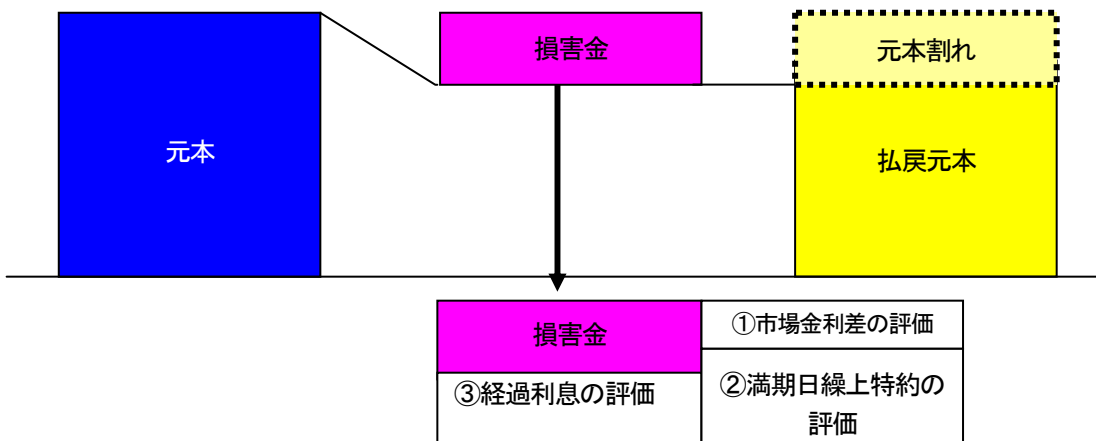 損害金
元本割れ
元本
払戻元本
損害金
①市場金利差の評価
③経過利息の評価
②満期日繰上特約の
評価